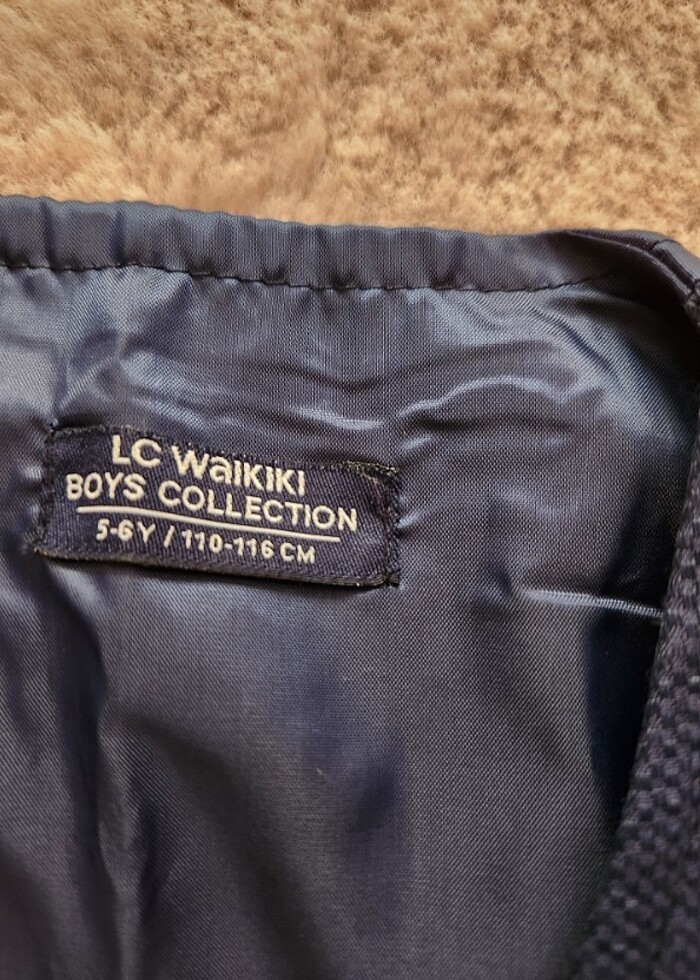 LC WAIKIKI
BOYS COLLECTION
5-6Y / 110-116 CM